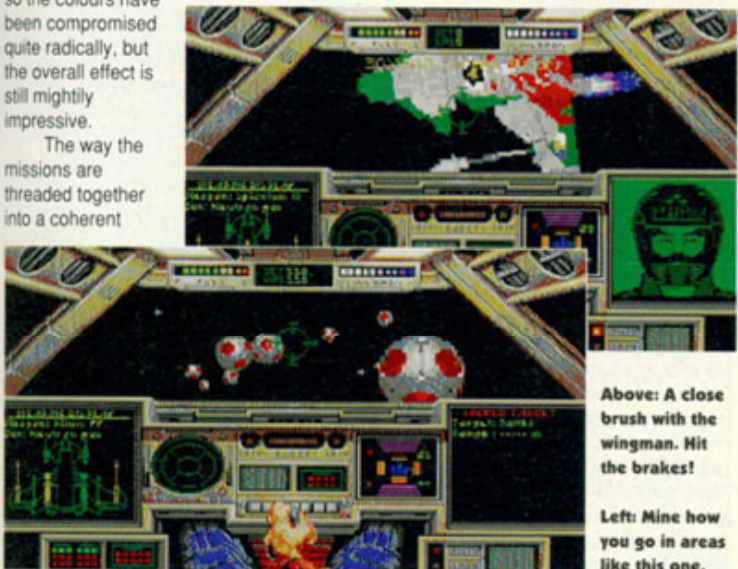 so the colours have
been compromised
quite radically, but
the overall effect is
still mightily
impressive.
The way the
missions are
threaded together
into a coherent
Above: A close
brush with the
wingman. Hit
the brakes!
Left: Mine how
you go in areas
like this one.